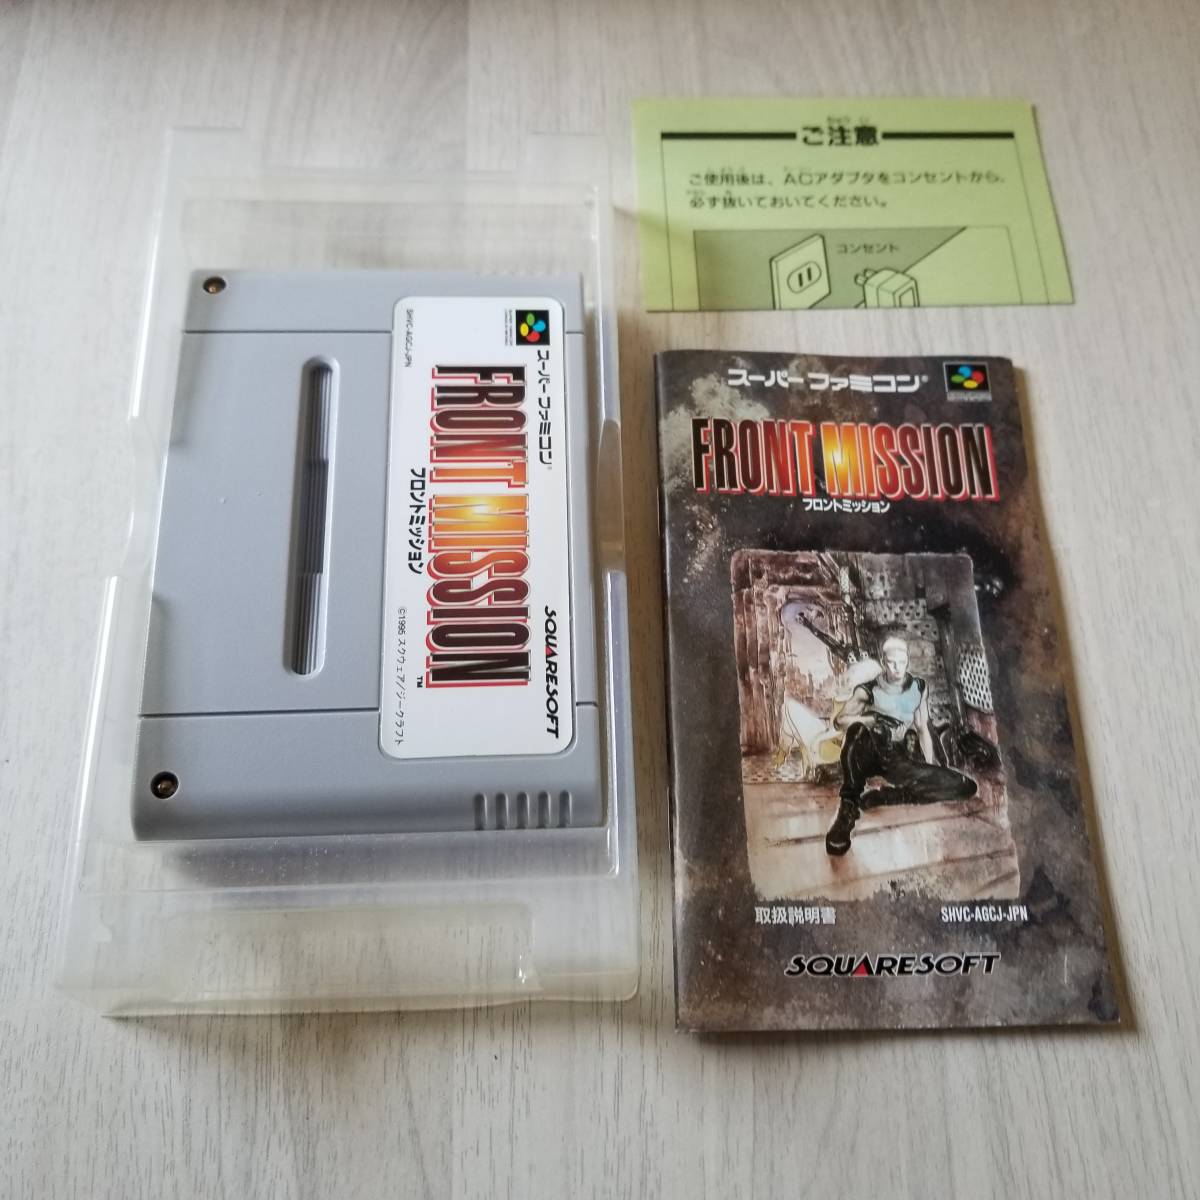 ご注意
ご使用後は、ACアダプタをコンセントから、
必ず抜いておいてください。
コンセント
SHVC-AGCJ-JPN
スーパーファミコン®
FRONT MISSION™
フロントミッション
SQUARESOFT
©1995 スクウェア/ジークラフト
スーパーファミコン®
FRONT MISSION
フロントミッション
取扱説明書
SHVC-AGCJ-JPN
SQUARESOFT